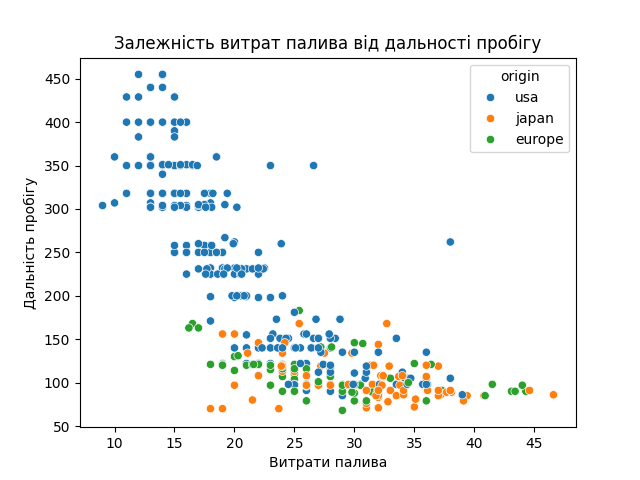 Залежність витрат палива від дальності пробігу
origin
usa
japan
europe
Дальність пробігу
450
400
350
300
250
200
150
100
50
10
15
20
25
30
35
40
45
Витрати палива